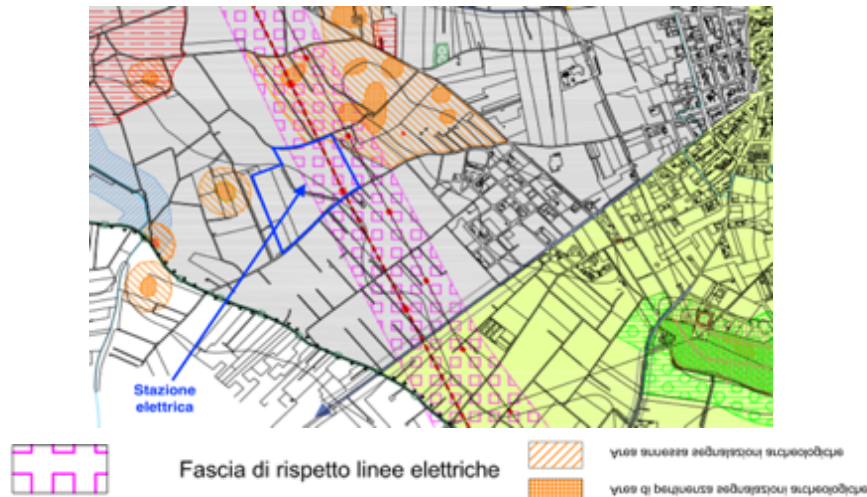 Stazione
elettrica
Fascia di rispetto linee elettriche
Area annessa segnalazioni archeologiche
Area di pertinenza segnalazioni archeologiche